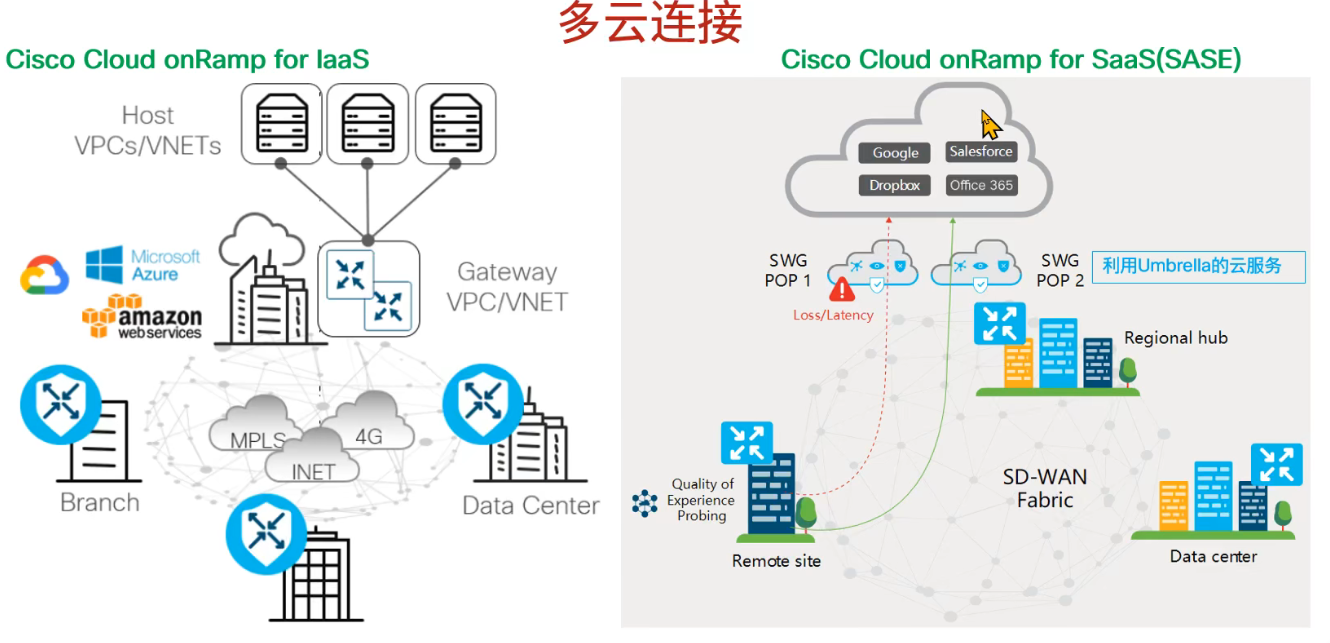 多云连接
Cisco Cloud onRamp for IaaS
Host
VPCs/VNETs
Microsoft
Azure
amazon
webservices
Gateway
VPC/VNET
MPLS
4G
INET
Branch
Data Center
Cisco Cloud onRamp for SaaS(SASE)
Google
Salesforce
Dropbox
Office 365
SWG
POP 1
SWG
POP 2
利用Umbrella的云服务
Loss/Latency
Regional hub
Quality of
Experience
Probing
SD-WAN
Fabric
Remote site
Data center